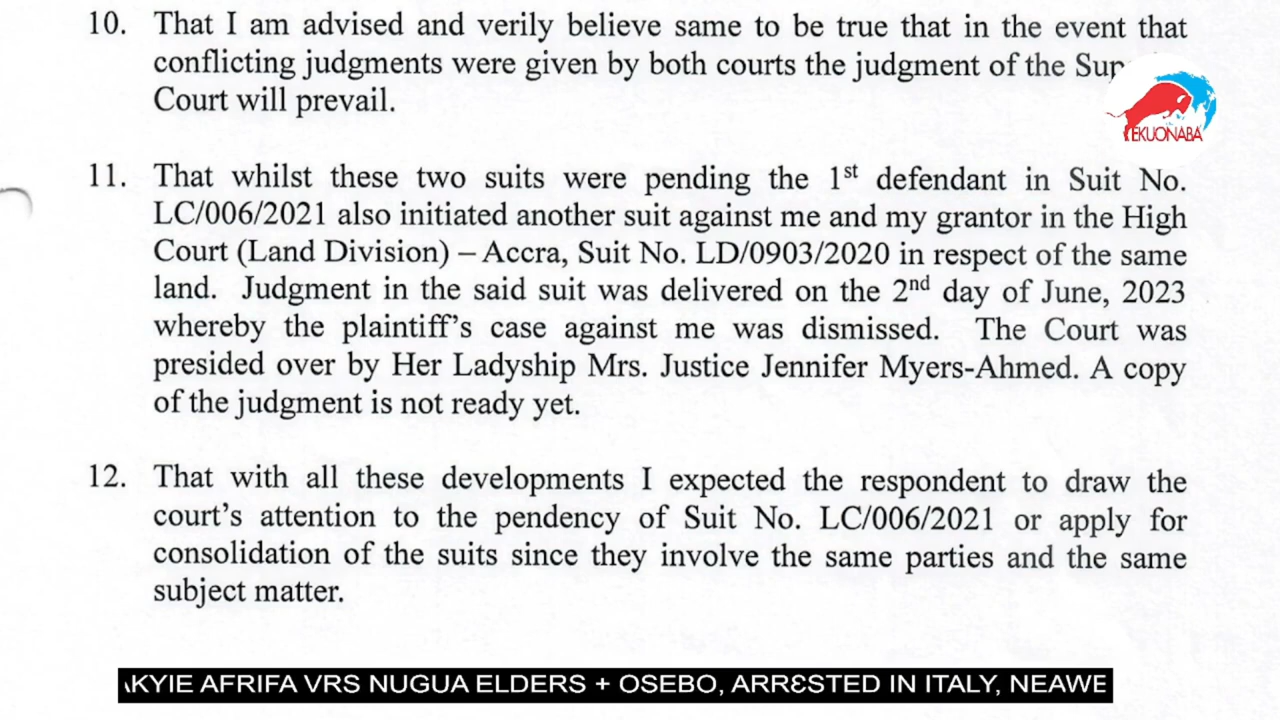 10. That I am advised and verily believe same to be true that in the event that
conflicting judgments were given by both courts the judgment of the
Court will prevail.
EKUONABA
11. That whilst these two suits were pending the 1st defendant in Suit No.
LC/006/2021 also initiated another suit against me and my grantor in the High
Court (Land Division) – Accra, Suit No. LD/0903/2020 in respect of the same
land. Judgment in the said suit was delivered on the 2nd day of June, 2023
whereby the plaintiff's case against me was dismissed. The Court was
presided over by Her Ladyship Mrs. Justice Jennifer Myers-Ahmed. A copy
of the judgment is not ready yet.
12. That with all these developments I expected the respondent to draw the
court's attention to the pendency of Suit No. LC/006/2021 or apply for
consolidation of the suits since they involve the same parties and the same
subject matter.
AKYIE AFRIFA VRS NUGUA ELDERS + OSEBO, ARRƐSTED IN ITALY, NEAWE